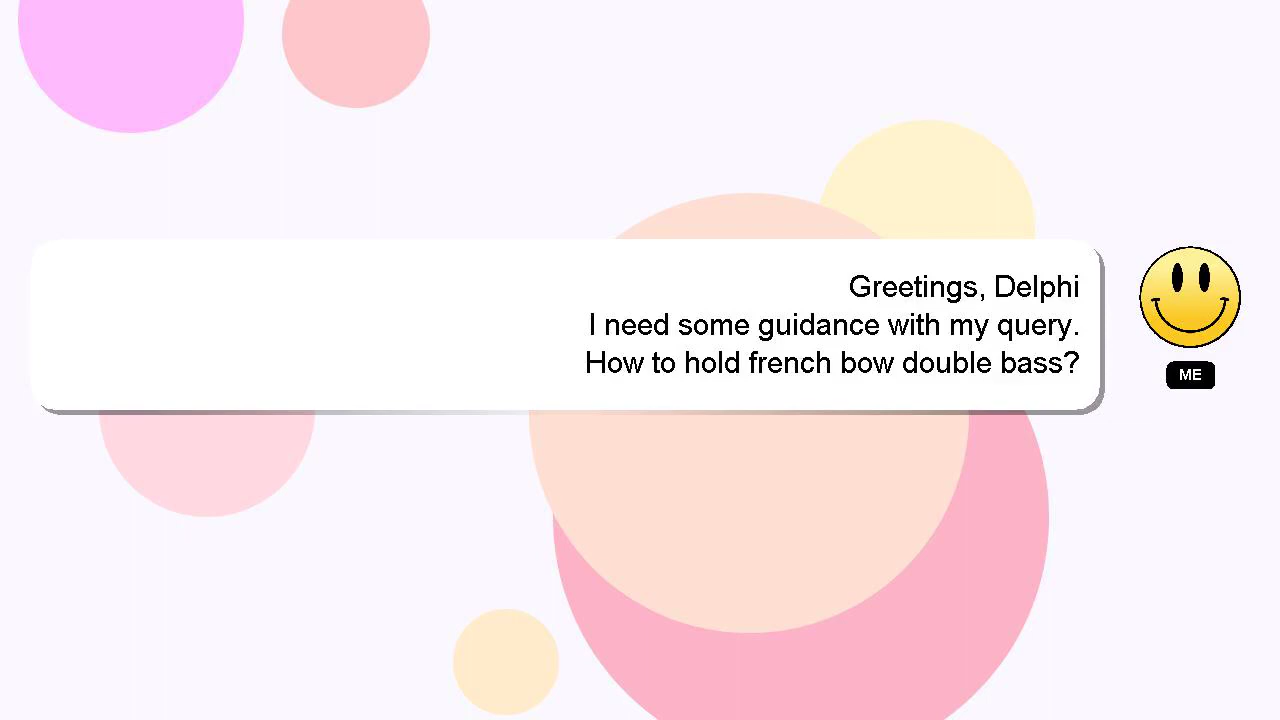 Greetings, Delphi
I need some guidance with my query.
How to hold french bow double bass?
ME